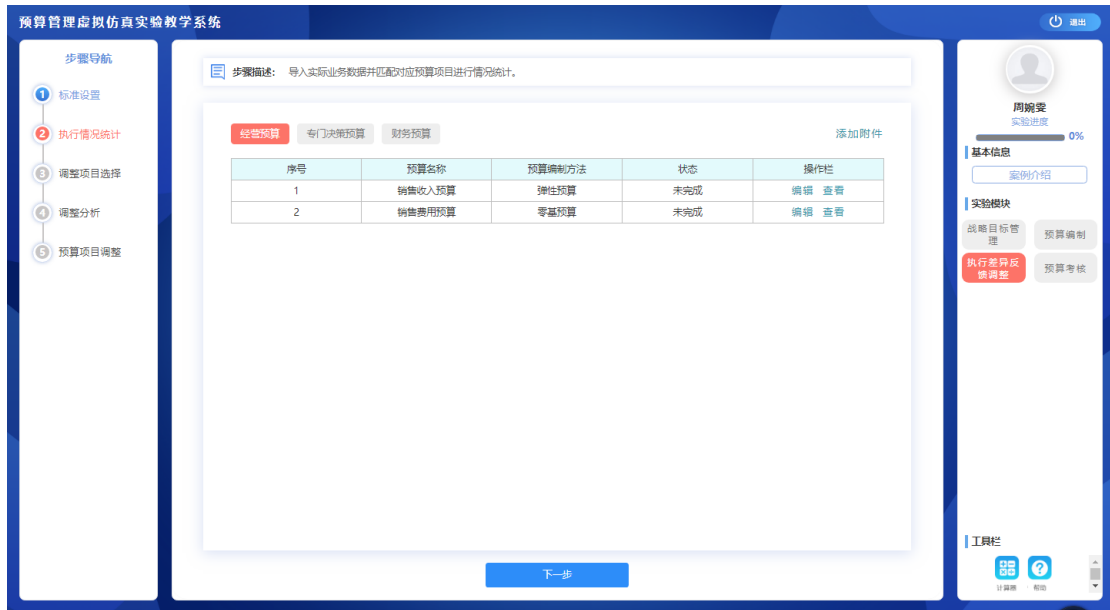 预算管理虚拟仿真实验教学系统
退出
步骤导航
1 标准设置
2 执行情况统计
3 调整项目选择
4 调整分析
5 预算项目调整
步骤描述: 导入实际业务数据并匹配对应预算项目进行情况统计。
经营预算 专门决策预算 财务预算 添加附件
序号 预算名称 预算编制方法 状态 操作栏
1 销售收入预算 弹性预算 未完成 编辑 查看
2 销售费用预算 零基预算 未完成 编辑 查看
下一步
周婉雯
实验进度
0%
基本信息
案例介绍
实验模块
战略目标管
理
预算编制
执行差异反
馈调整
预算考核
工具栏
计算器 帮助